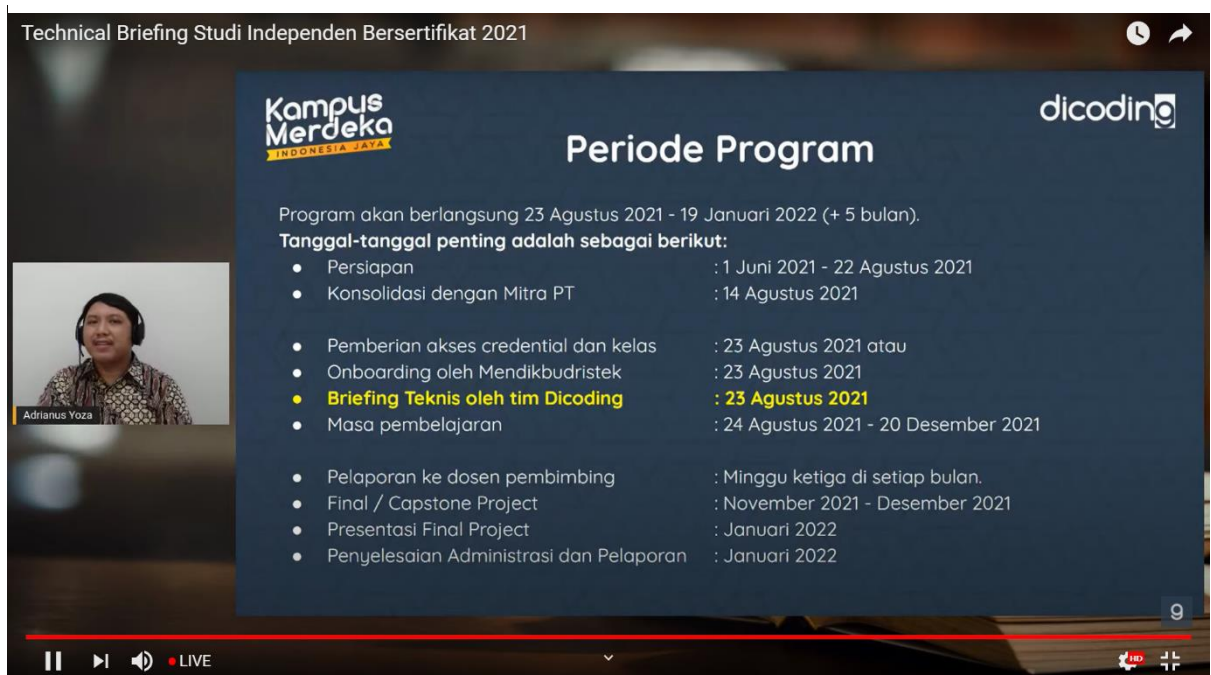 Technical Briefing Studi Independen Bersertifikat 2021
Kampus
Merdeka
INDONESIA JAYA
dicoding
Periode Program
Program akan berlangsung 23 Agustus 2021 - 19 Januari 2022 (+ 5 bulan).
Tanggal-tanggal penting adalah sebagai berikut:
● Persiapan : 1 Juni 2021 - 22 Agustus 2021
● Konsolidasi dengan Mitra PT : 14 Agustus 2021
● Pemberian akses credential dan kelas : 23 Agustus 2021 atau
● Onboarding oleh Mendikbudristek : 23 Agustus 2021
● Briefing Teknis oleh tim Dicoding : 23 Agustus 2021
● Masa pembelajaran : 24 Agustus 2021 - 20 Desember 2021
● Pelaporan ke dosen pembimbing : Minggu ketiga di setiap bulan.
● Final / Capstone Project : November 2021 - Desember 2021
● Presentasi Final Project : Januari 2022
● Penyelesaian Administrasi dan Pelaporan : Januari 2022
Adrianus Yoza
9
LIVE
HD